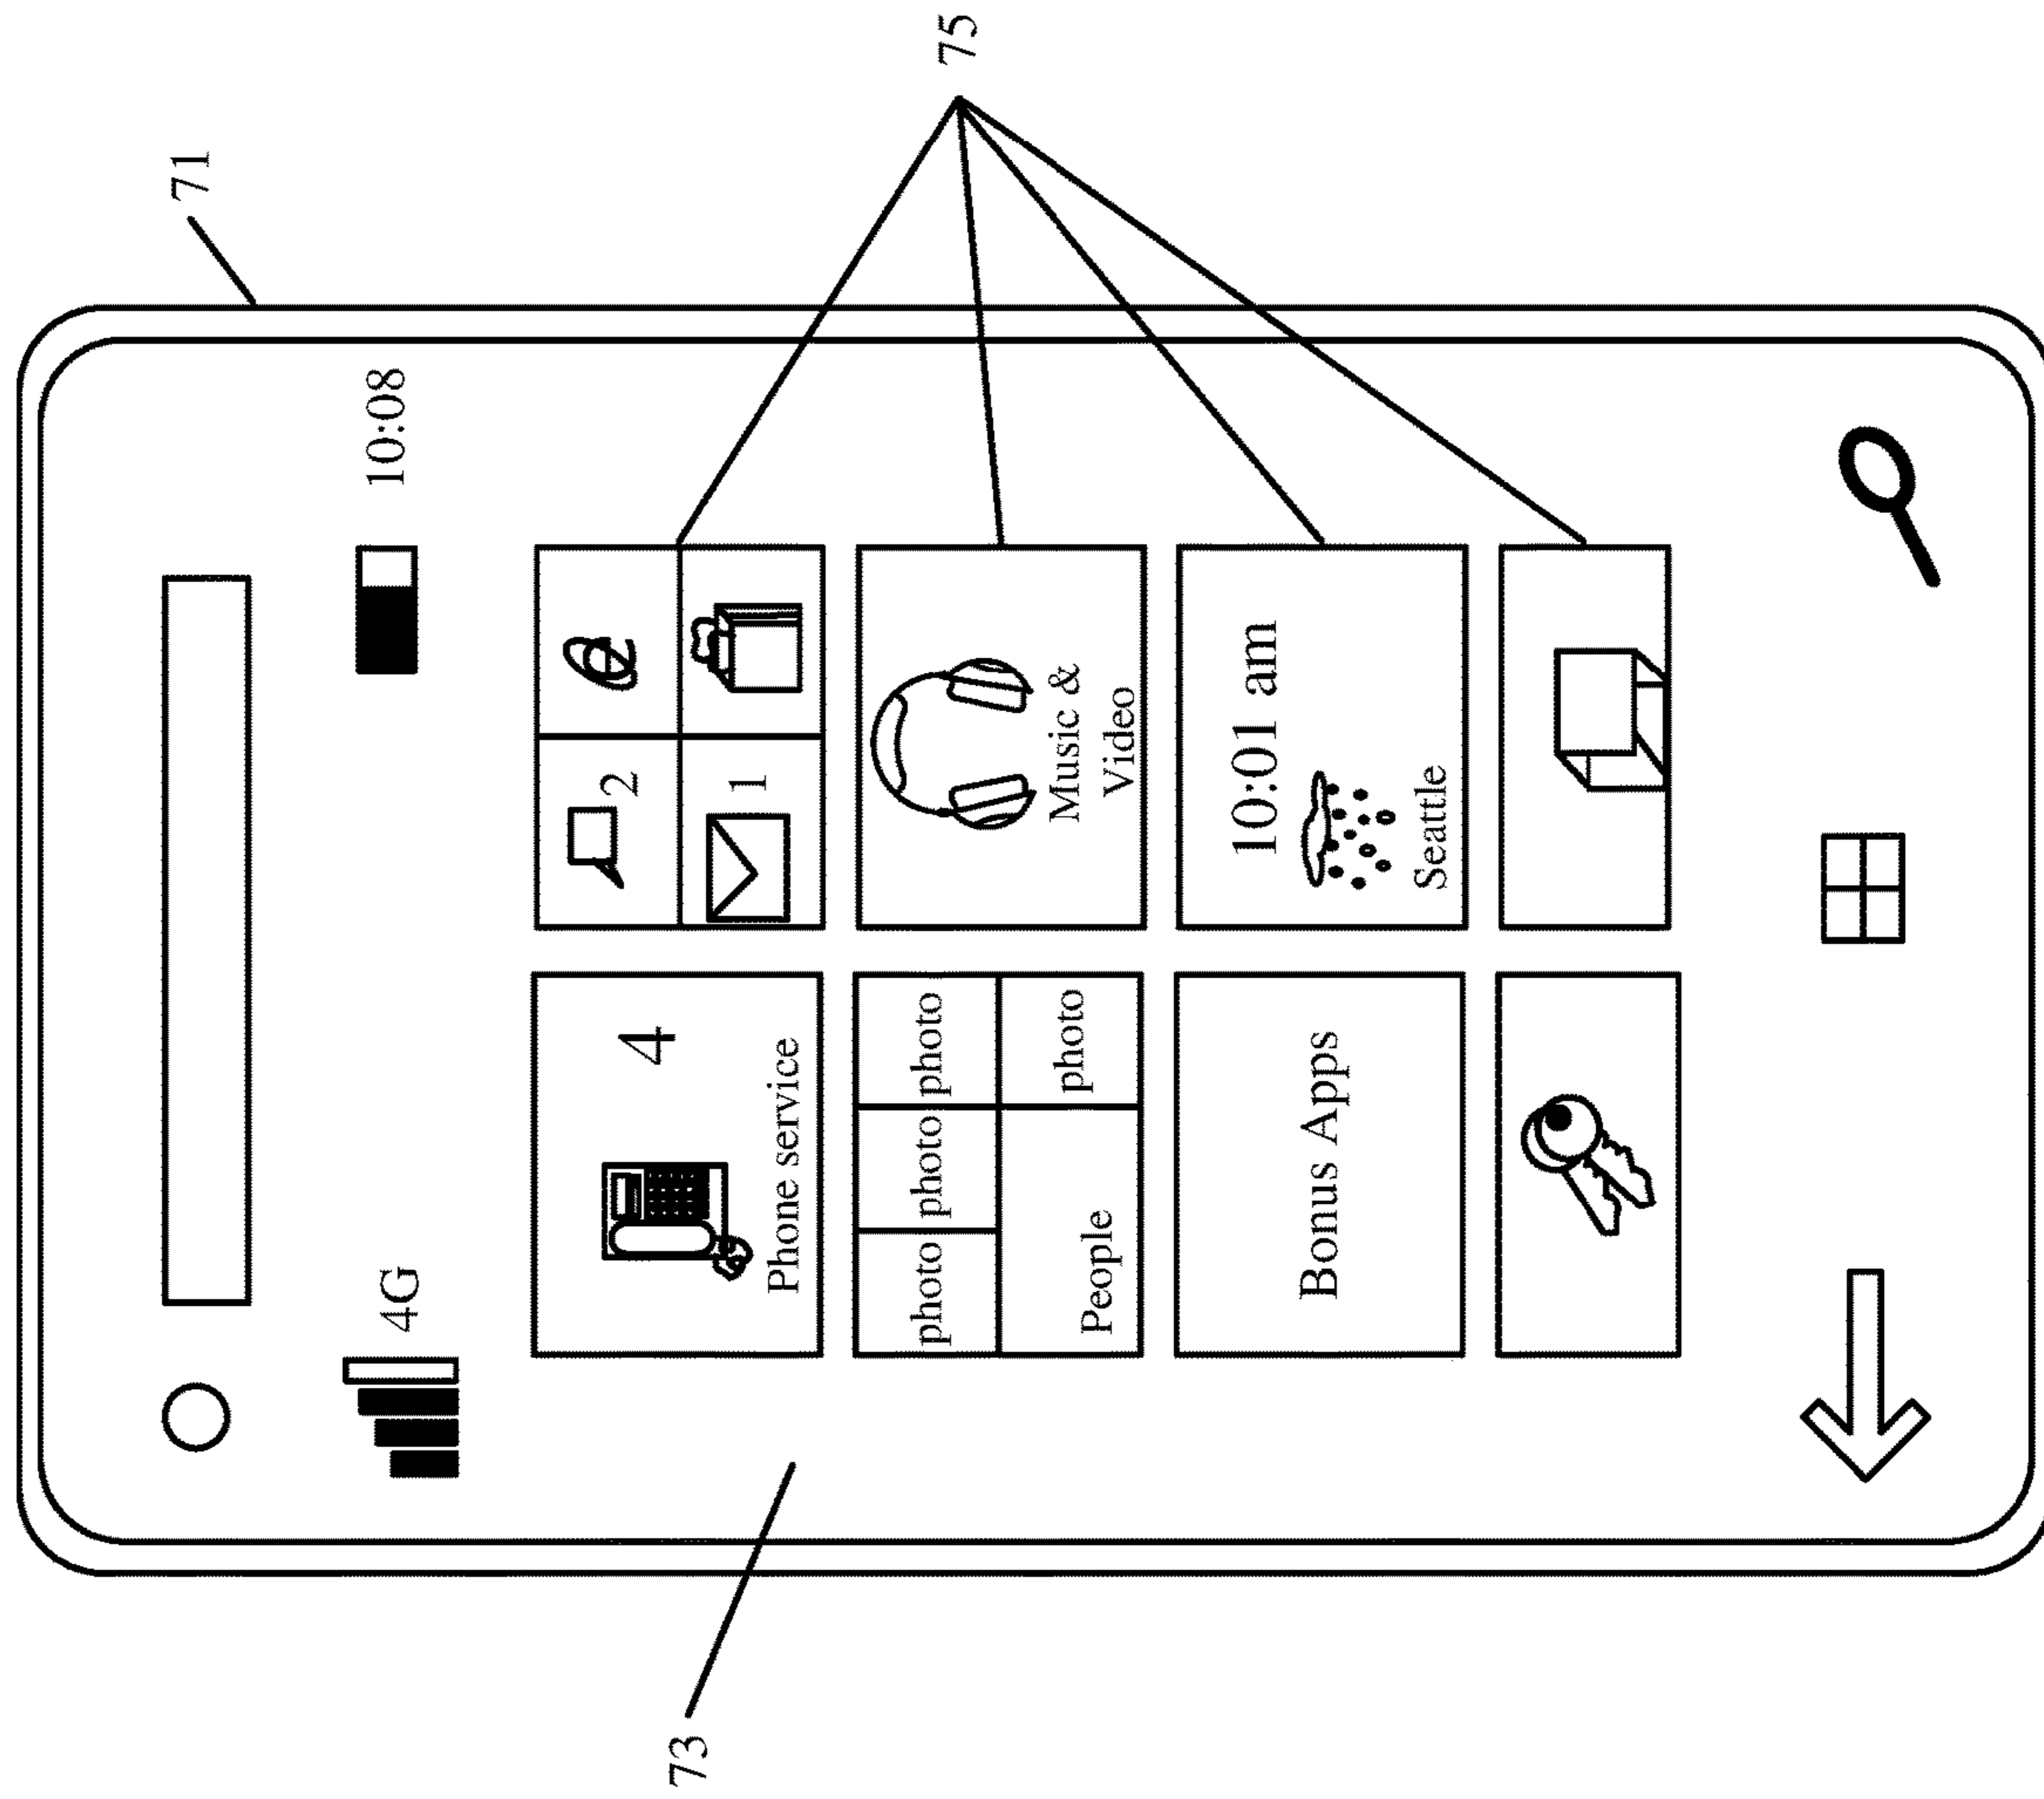 71
4G
10:08
75
4
Phone service
2
1
photo
photo
photo
People
photo
Music &
Video
Bonus Apps
10:01 am
Seattle
73